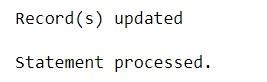 Record(s) updated
Statement processed.